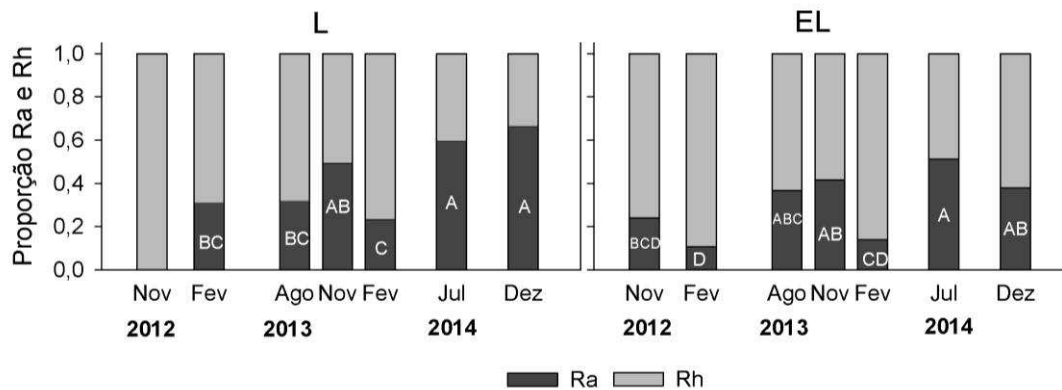 L EL
Proporção Ra e Rh
1,0
0,8
0,6
0,4
0,2
0,0
BC BC AB C A A
BCD D ABC AB CD A AB
Nov Fev Ago Nov Fev Jul Dez Nov Fev Ago Nov Fev Jul Dez
2012 2013 2014 2012 2013 2014
Ra Rh